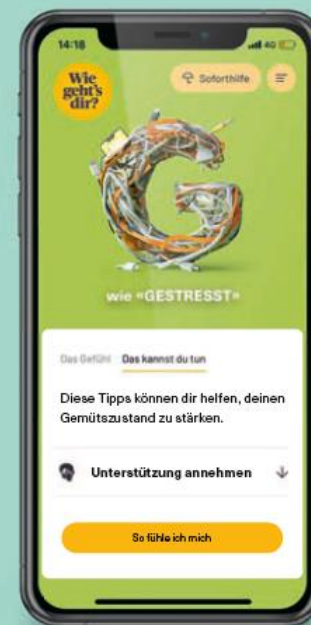 14:18
4G
Wie
geht's
dir?
Soforthilfe
G
wie «GESTRESST»
Das Gefühl Das kannst du tun
Diese Tipps können dir helfen, deinen
Gemütszustand zu stärken.
Unterstützung annehmen
So fühle ich mich